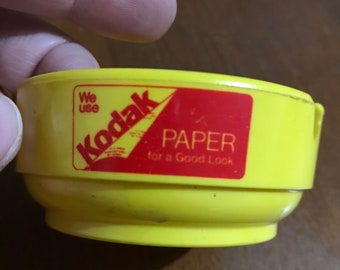 We
use
Kodak
PAPER
...for a Good Look